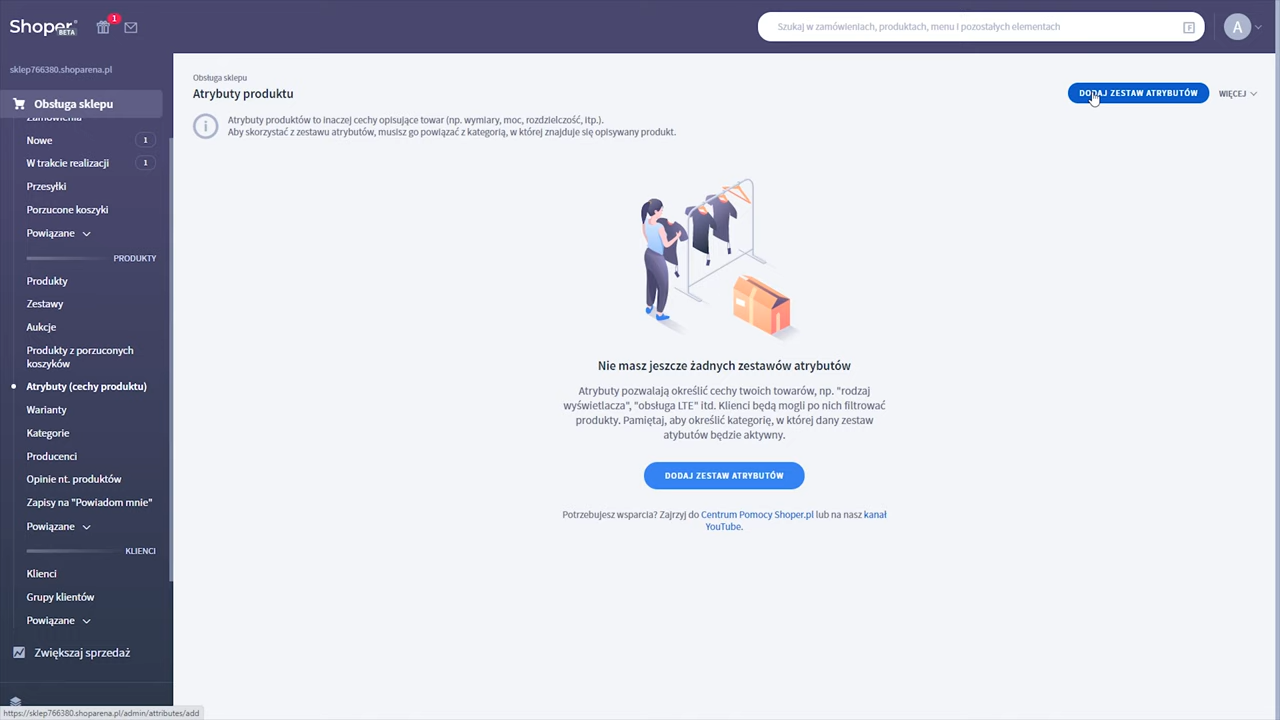 Shoper
BETA
1
Szukaj w zamówieniach, produktach, menu i pozostałych elementach
F
A
sklep766380.shoparena.pl
Obsługa sklepu
Zamówienia
Nowe 1
W trakcie realizacji 1
Przesyłki
Porzucone koszyki
Powiązane
PRODUKTY
Produkty
Zestawy
Aukcje
Produkty z porzuconych
koszyków
Atrybuty (cechy produktu)
Warianty
Kategorie
Producenci
Opinie nt. produktów
Zapisy na "Powiadom mnie"
Powiązane
KLIENCI
Klienci
Grupy klientów
Powiązane
Zwiększaj sprzedaż
Obsługa sklepu
Atrybuty produktu
DODAJ ZESTAW ATRYBUTÓW
WIĘCEJ
Atrybuty produktów to inaczej cechy opisujące towar (np. wymiary, moc, rozdzielczość, itp.).
Aby skorzystać z zestawu atrybutów, musisz go powiązać z kategorią, w której znajduje się opisywany produkt.
Nie masz jeszcze żadnych zestawów atrybutów
Atrybuty pozwalają określić cechy twoich towarów, np. "rodzaj
wyświetlacza", "obsługa LTE" itd. Klienci będą mogli po nich filtrować
produkty. Pamiętaj, aby określić kategorię, w której dany zestaw
atybutów będzie aktywny.
DODAJ ZESTAW ATRYBUTÓW
Potrzebujesz wsparcia? Zajrzyj do Centrum Pomocy Shoper.pl lub na nasz kanał
YouTube.
https://sklep766380.shoparena.pl/admin/attributes/add